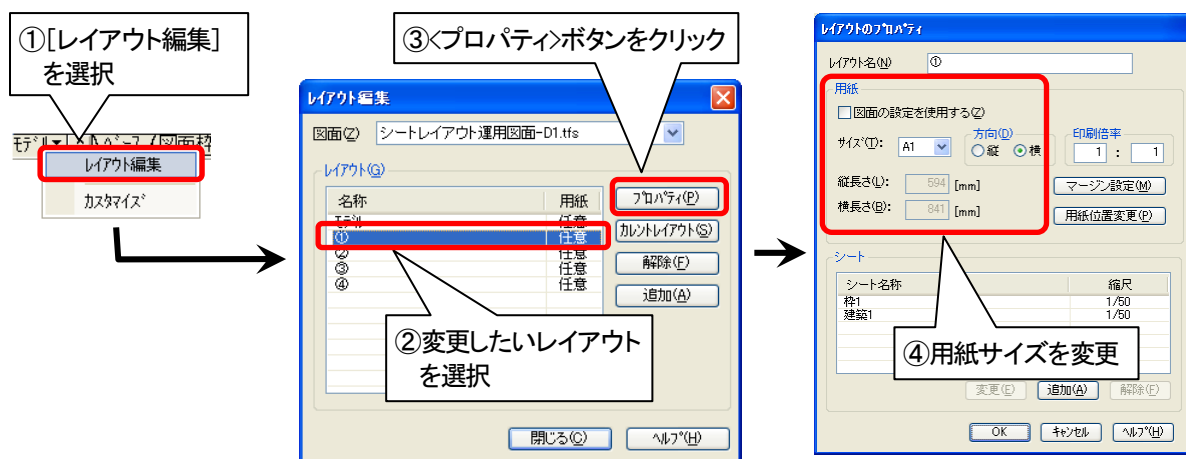 ①[レイアウト編集]
を選択
モデル
レイアウト編集
カスタマイズ
③<プロパティ>ボタンをクリック
レイアウト編集
図面(Z)
シートレイアウト運用図面-D1.tfs
レイアウト(G)
名称
用紙
モデル
任意
①
任意
②
任意
③
任意
④
任意
プロパティ(P)
カレントレイアウト(S)
解除(F)
追加(A)
②変更したいレイアウト
を選択
閉じる(C)
ヘルプ(H)
レイアウトのプロパティ
レイアウト名(N)
①
用紙
図面の設定を使用する(Z)
サイズ(T):
A1
方向(D)
縦
横
印刷倍率
1 : 1
縦長さ(L):
594 [mm]
マージン設定(M)
横長さ(B):
841 [mm]
用紙位置変更(P)
シート
シート名称
縮尺
枠1
1/50
建築1
1/50
④用紙サイズを変更
変更(E)
追加(A)
解除(F)
OK
キャンセル
ヘルプ(H)